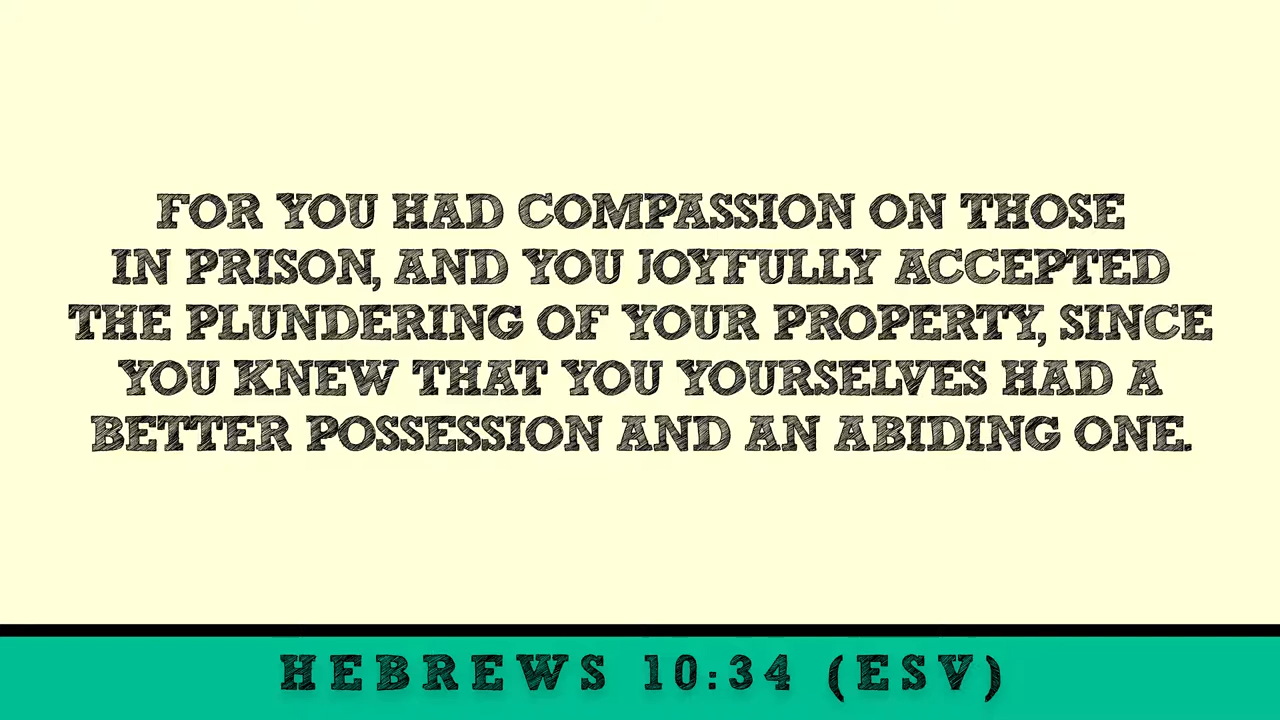 FOR YOU HAD COMPASSION ON THOSE
IN PRISON, AND YOU JOYFULLY ACCEPTED
THE PLUNDERING OF YOUR PROPERTY, SINCE
YOU KNEW THAT YOU YOURSELVES HAD A
BETTER POSSESSION AND AN ABIDING ONE.
HEBREWS 10:34 (ESV)